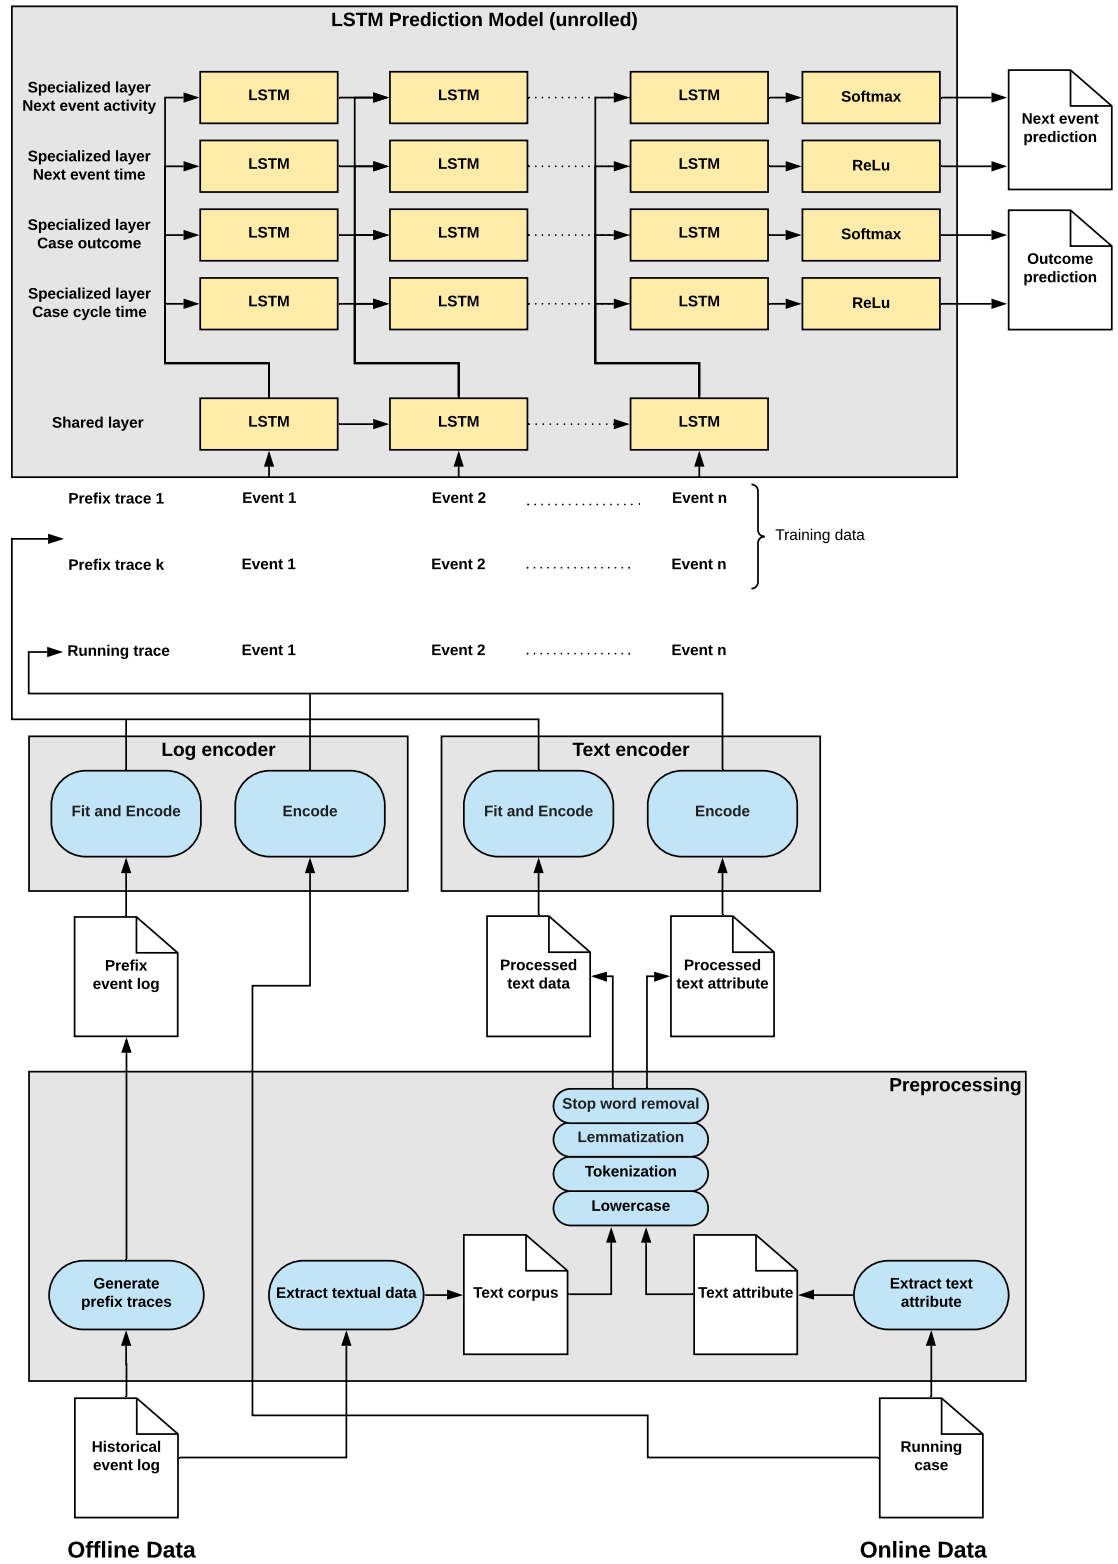 LSTM Prediction Model (unrolled)
Specialized layer
Next event activity
LSTM
LSTM
LSTM
Softmax
Next event
prediction
Specialized layer
Next event time
LSTM
LSTM
LSTM
ReLu
Specialized layer
Case outcome
LSTM
LSTM
LSTM
Softmax
Outcome
prediction
Specialized layer
Case cycle time
LSTM
LSTM
LSTM
ReLu
Shared layer
LSTM
LSTM
LSTM
Prefix trace 1
Event 1
Event 2
Event n
Training data
Prefix trace k
Event 1
Event 2
Event n
Running trace
Event 1
Event 2
Event n
Log encoder
Text encoder
Fit and Encode
Encode
Fit and Encode
Encode
Prefix
event log
Processed
text data
Processed
text attribute
Preprocessing
Stop word removal
Lemmatization
Tokenization
Lowercase
Generate
prefix traces
Extract textual data
Text corpus
Text attribute
Extract text
attribute
Historical
event log
Running
case
Offline Data
Online Data